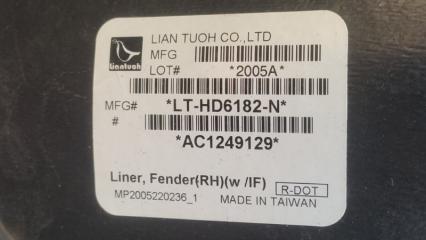 LIAN TUOH CO.,LTD
Liantuoh
MFG
LOT# *2005A*
MFG# *LT-HD6182-N*
#
*AC1249129*
Liner, Fender(RH)(w /IF) R-DOT
MP2005220236_1 MADE IN TAIWAN